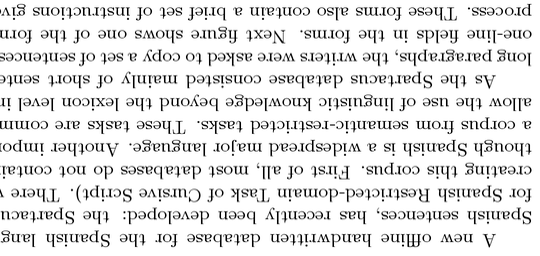 A new offline handwritten database for the Spanish lang
Spanish sentences, has recently been developed: the Spartacu
for Spanish Restricted-domain Task of Cursive Script). There
creating this corpus. First of all, most databases do not contai
though Spanish is a widespread major language. Another impor
a corpus from semantic-restricted tasks. These tasks are comm
allow the use of linguistic knowledge beyond the lexicon level in
As the Spartacus database consisted mainly of short sente
long paragraphs, the writers were asked to copy a set of sentences
one-line fields in the forms. Next figure shows one of the form
process. These forms also contain a brief set of instructions give